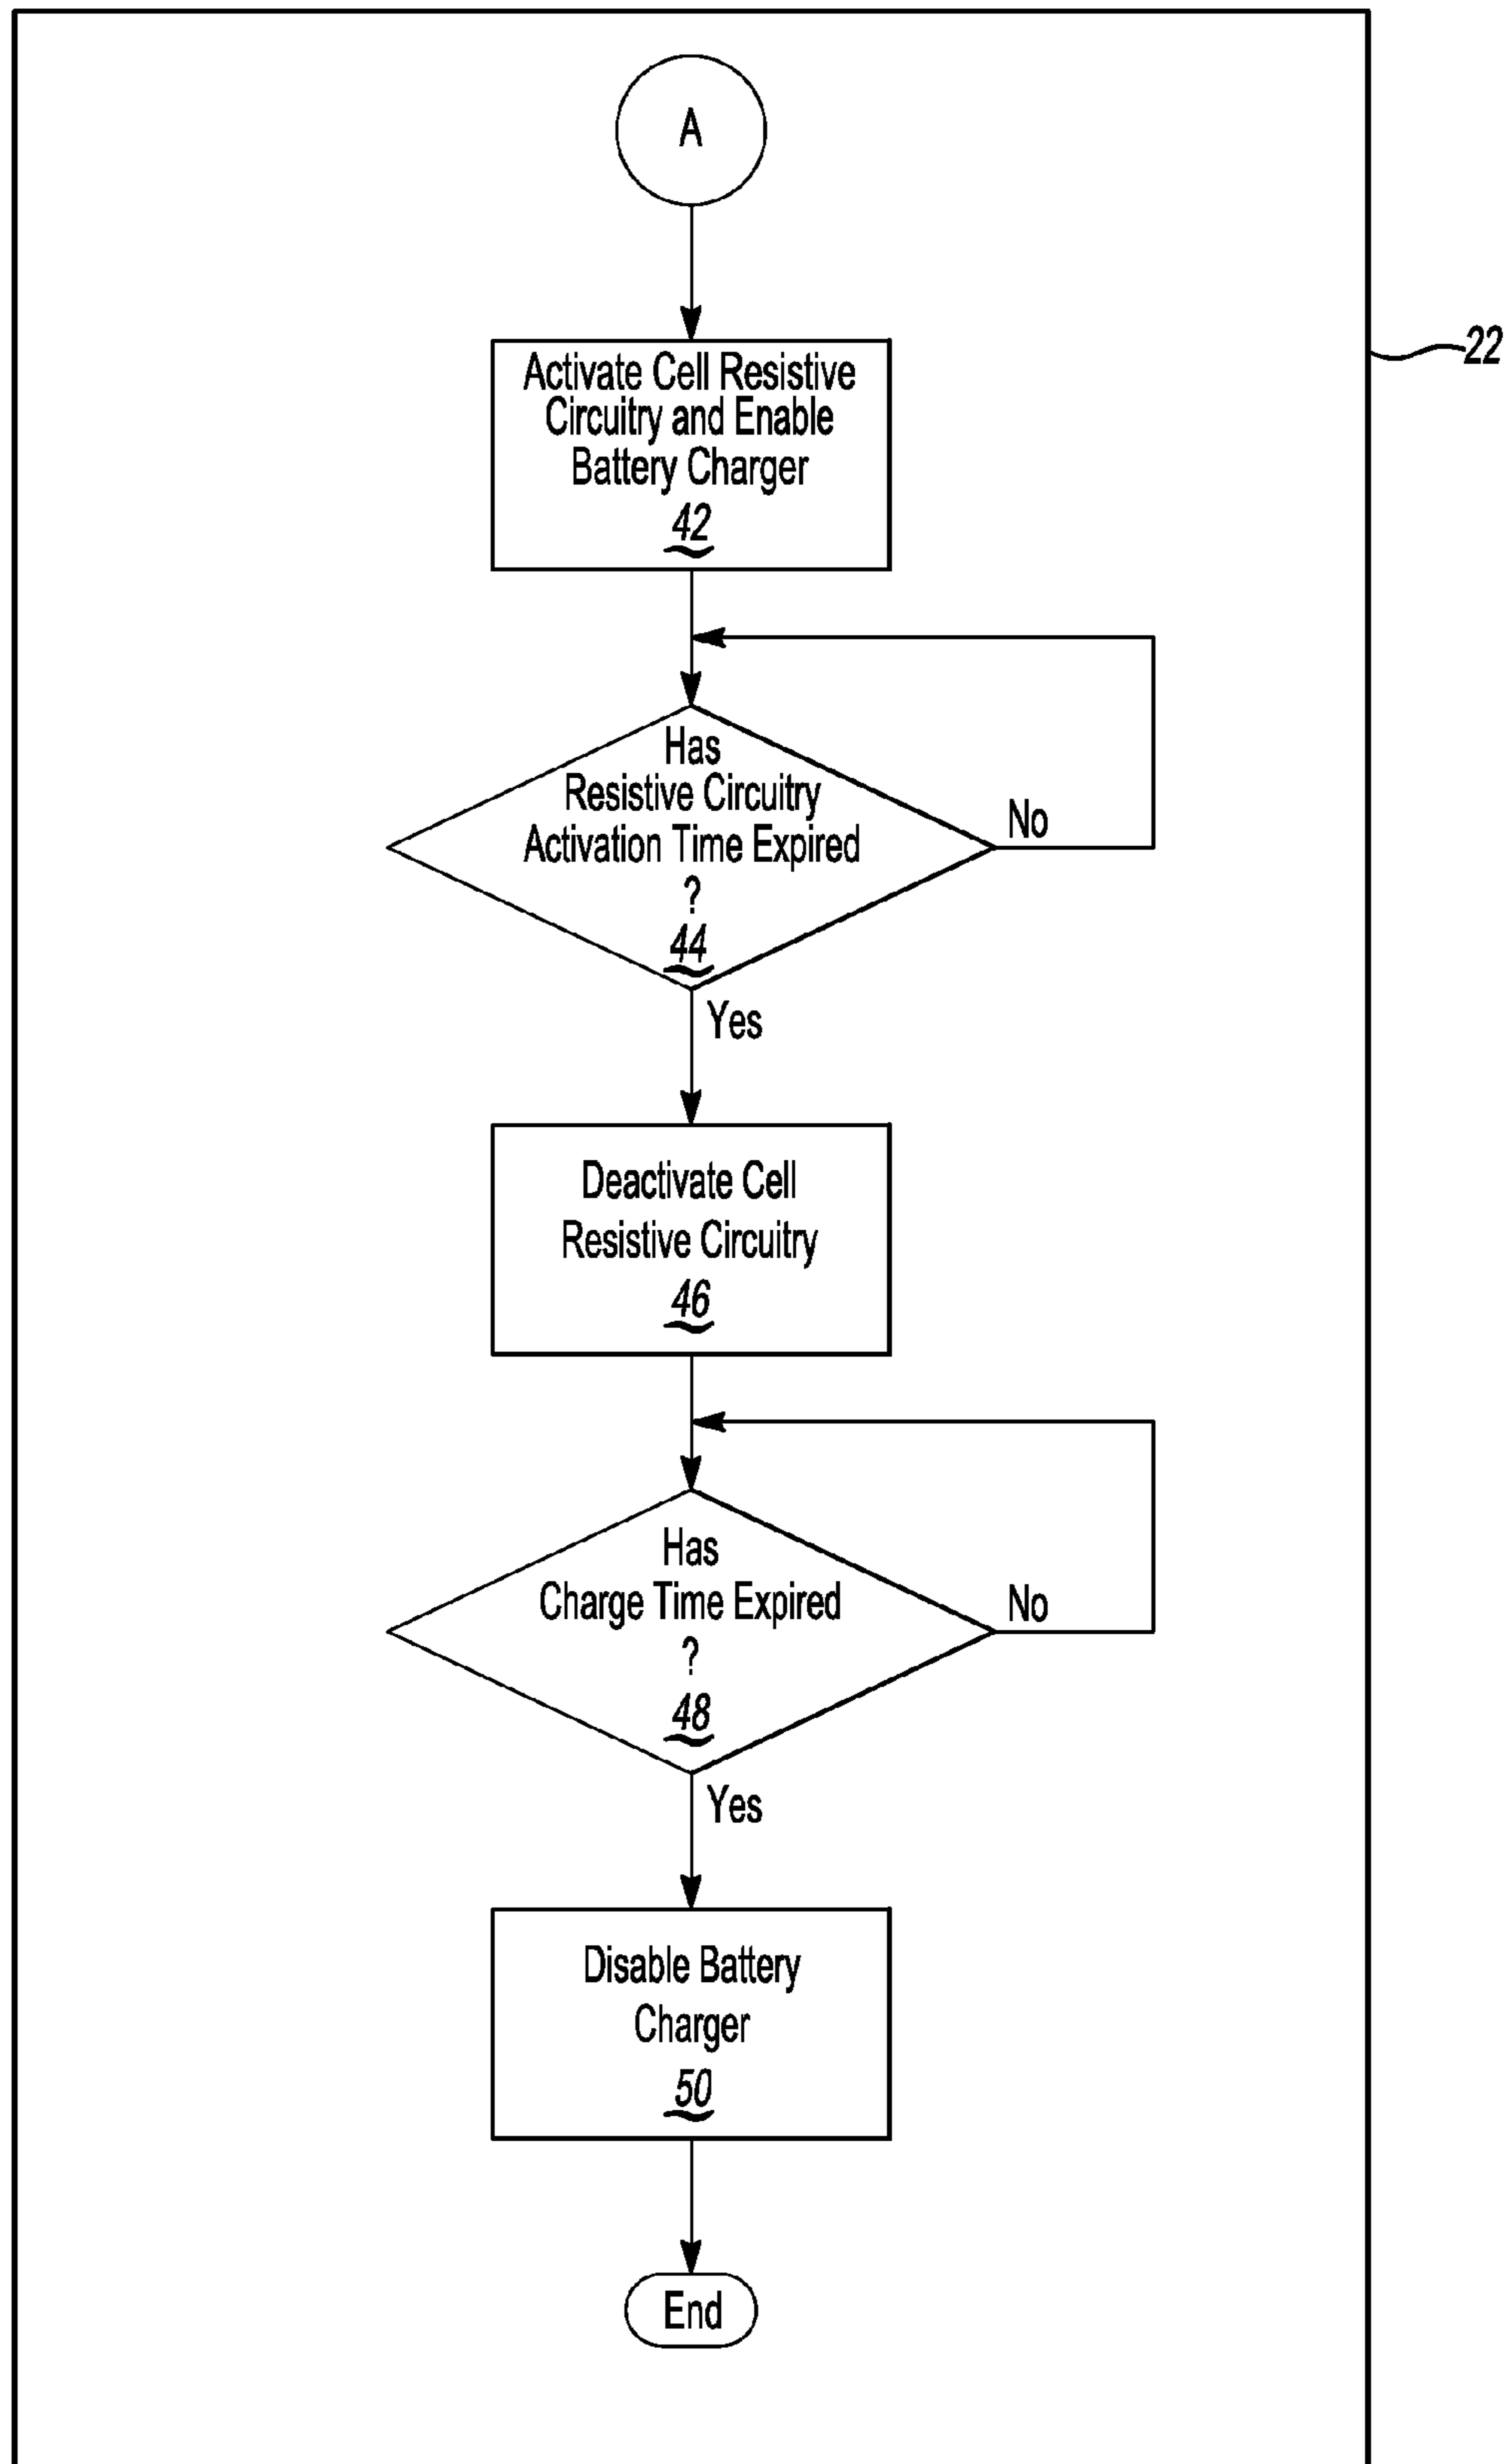 A
22
Activate Cell Resistive
Circuitry and Enable
Battery Charger
42
Has
Resistive Circuitry
Activation Time Expired
?
44
No
Yes
Deactivate Cell
Resistive Circuitry
46
Has
Charge Time Expired
?
48
No
Yes
Disable Battery
Charger
50
End